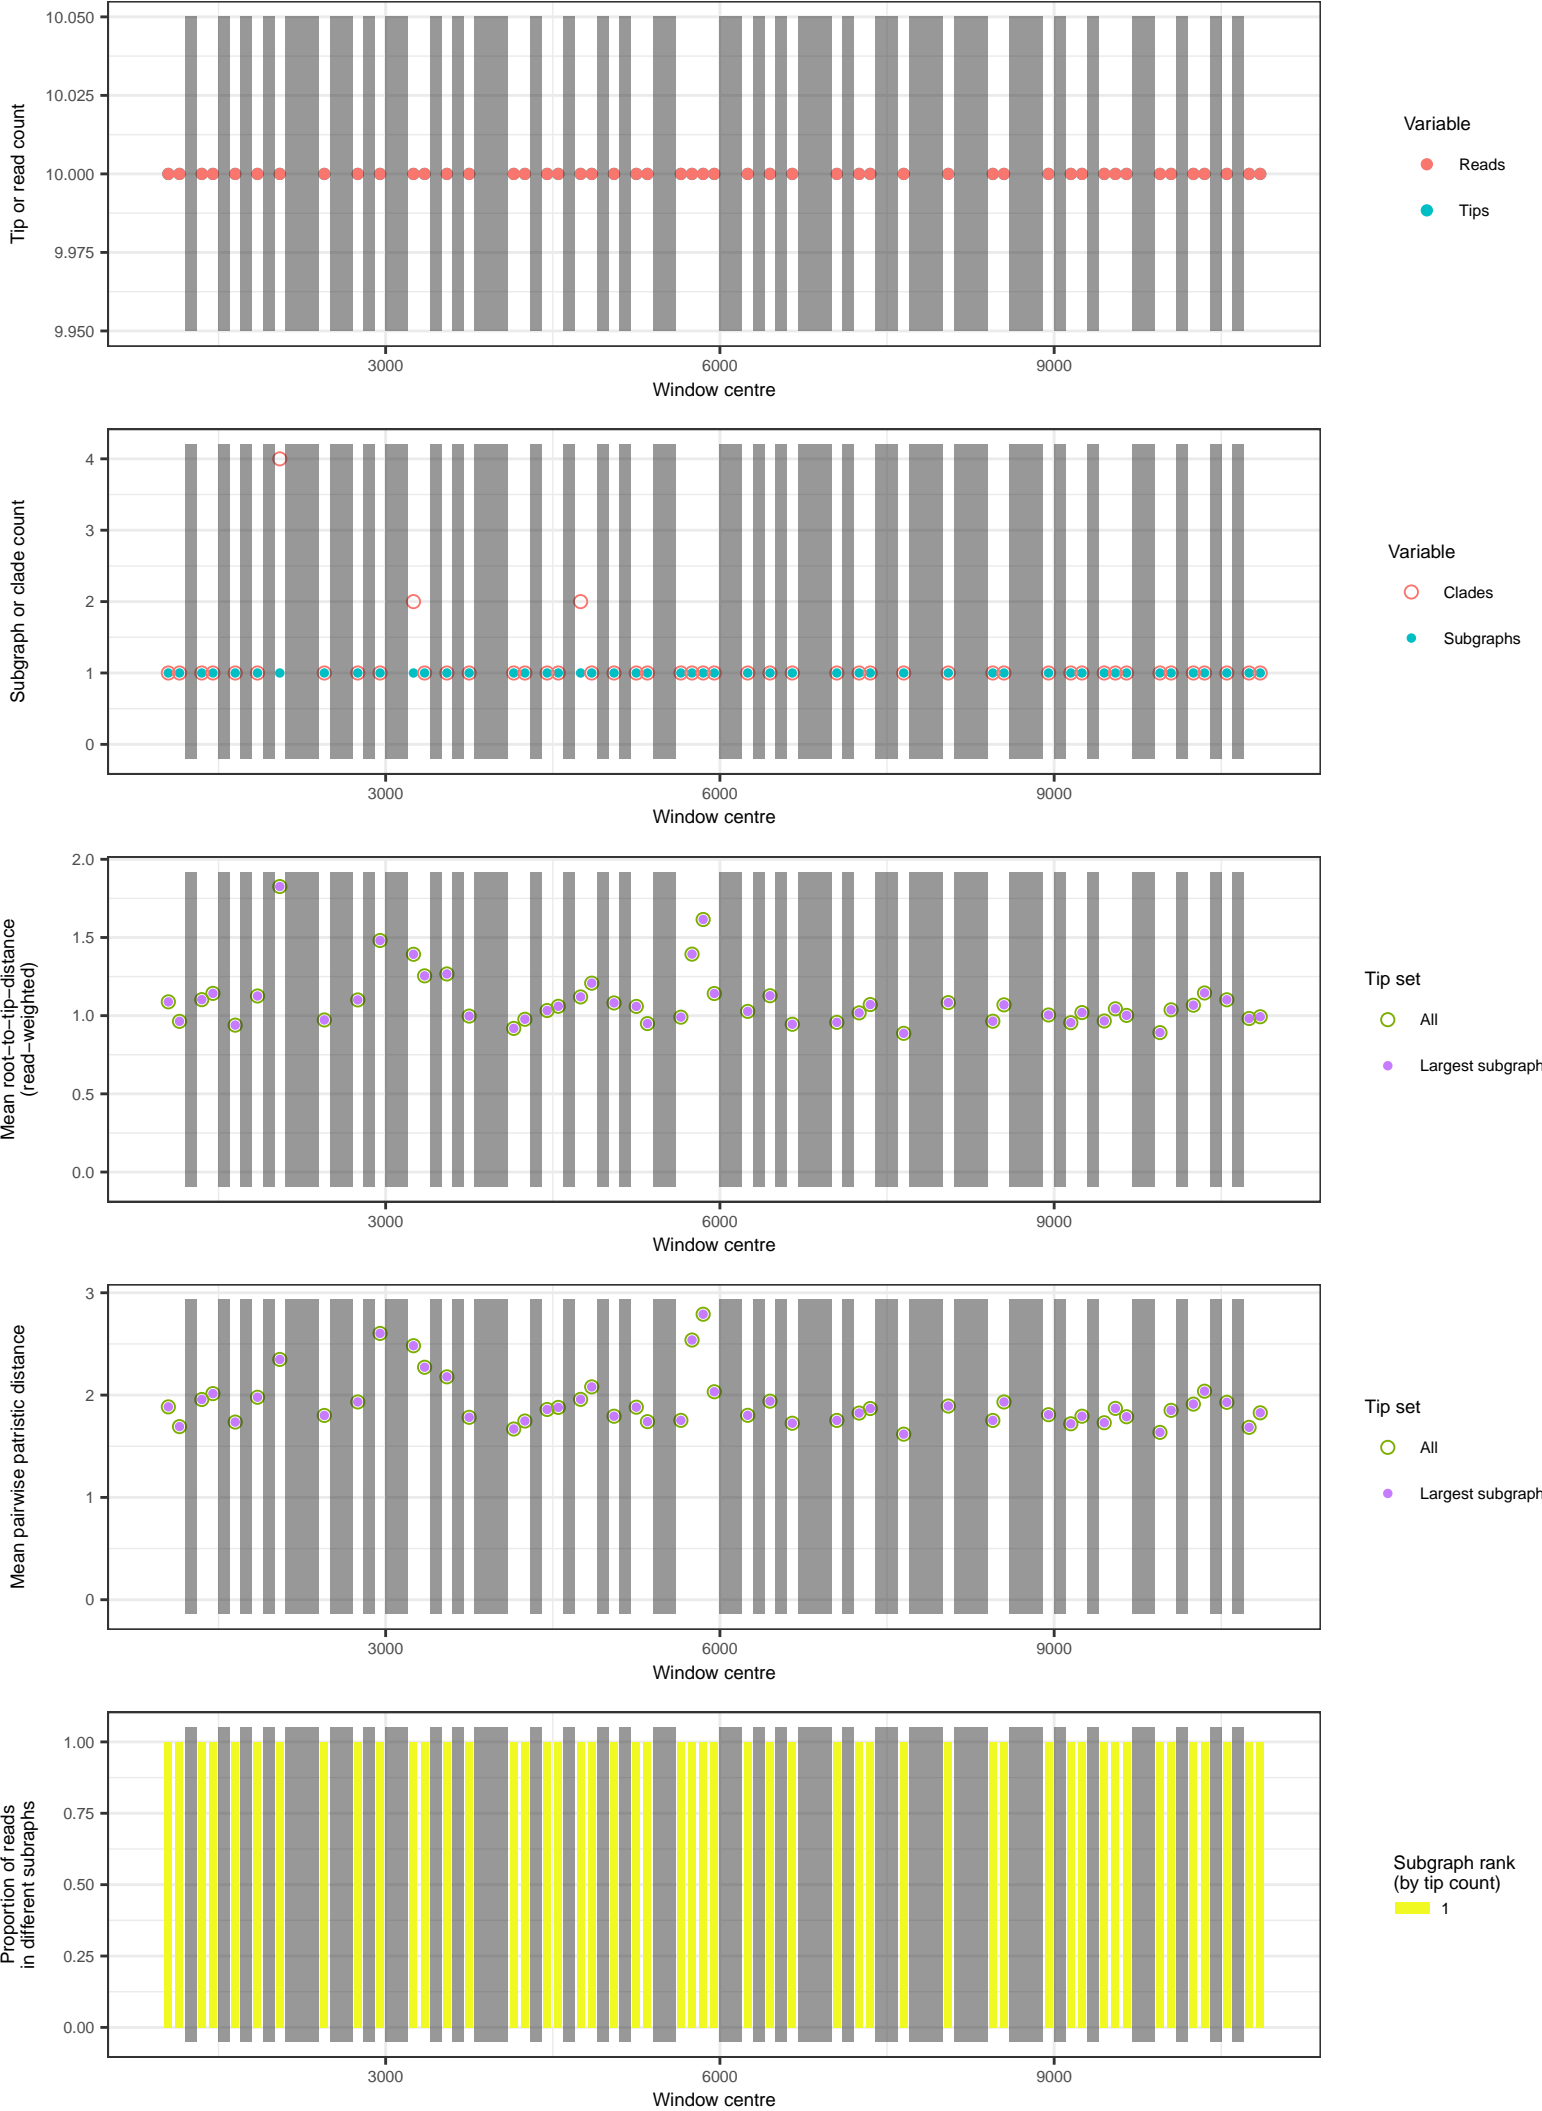 10.050
10.025
10.000
9.975
9.950
Tip or read count
3000
6000
9000
Window centre
Variable
Reads
Tips
4
3
2
1
0
Subgraph or clade count
3000
6000
9000
Window centre
Variable
Clades
Subgraphs
2.0
1.5
1.0
0.5
0.0
Mean root−to−tip−distance
(read−weighted)
3000
6000
9000
Window centre
Tip set
All
Largest subgraph
3
2
1
0
Mean pairwise patristic distance
3000
6000
9000
Window centre
Tip set
All
Largest subgraph
1.00
0.75
0.50
0.25
0.00
Proportion of reads
in different subraphs
3000
6000
9000
Window centre
Subgraph rank
(by tip count)
1